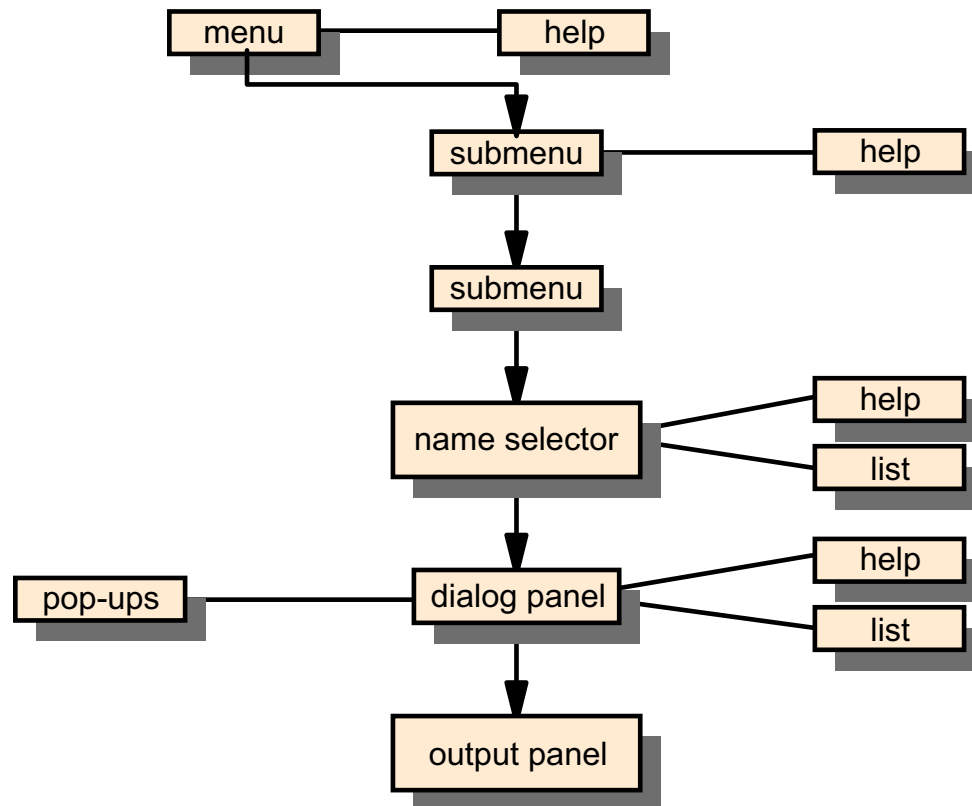 menu
help
submenu
help
submenu
name selector
help
list
pop-ups
dialog panel
help
list
output panel